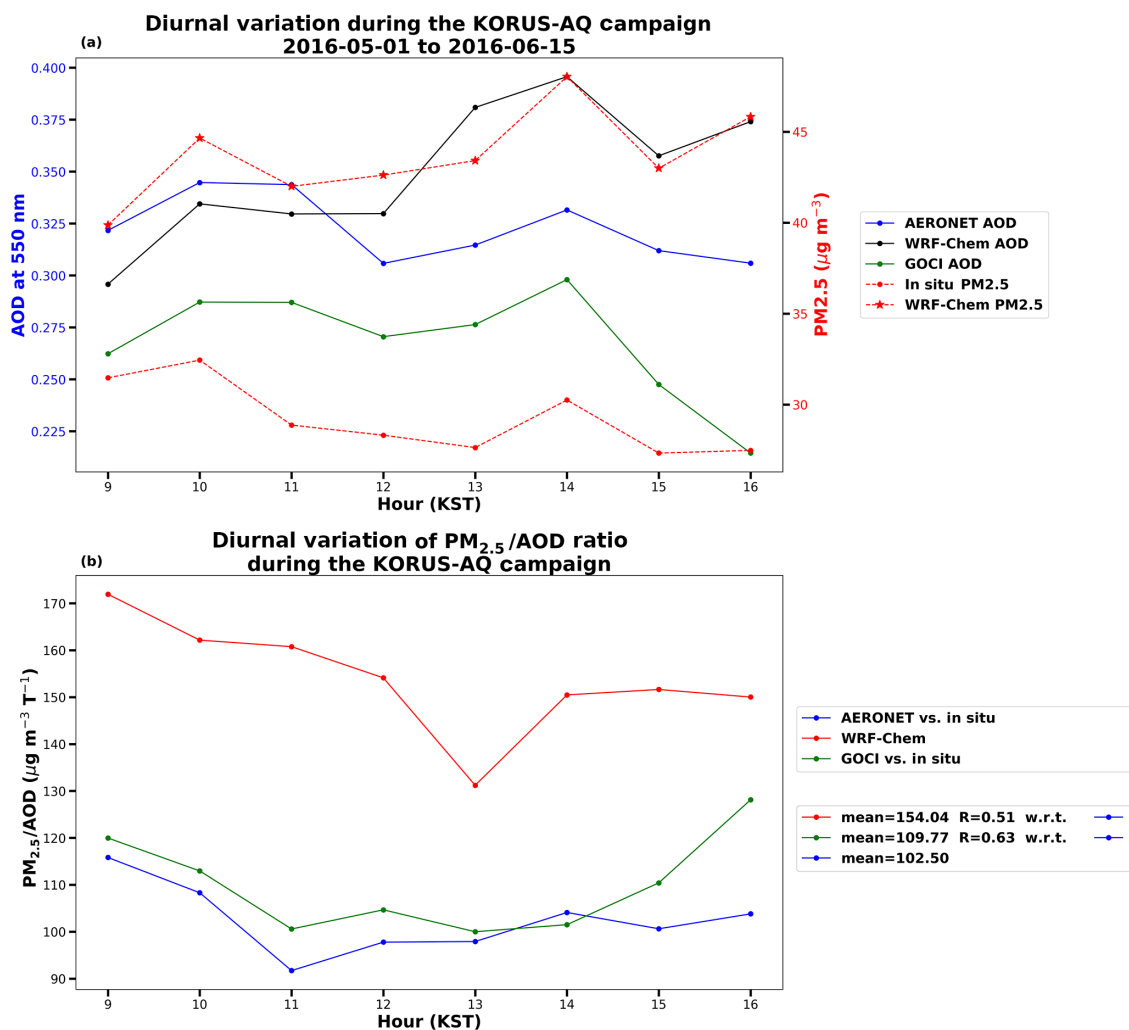 Diurnal variation during the KORUS-AQ campaign
2016-05-01 to 2016-06-15
(a)
AOD at 550 nm
0.400
0.375
0.350
0.325
0.300
0.275
0.250
0.225
45
40
35
30
PM2.5 (μg m⁻³)
9 10 11 12 13 14 15 16
Hour (KST)
AERONET AOD
WRF-Chem AOD
GOCI AOD
In situ PM2.5
WRF-Chem PM2.5
Diurnal variation of PM₂.₅/AOD ratio
during the KORUS-AQ campaign
(b)
PM₂.₅/AOD (μg m⁻³ T⁻¹)
170
160
150
140
130
120
110
100
90
9 10 11 12 13 14 15 16
Hour (KST)
AERONET vs. in situ
WRF-Chem
GOCI vs. in situ
mean=154.04 R=0.51 w.r.t.
mean=109.77 R=0.63 w.r.t.
mean=102.50